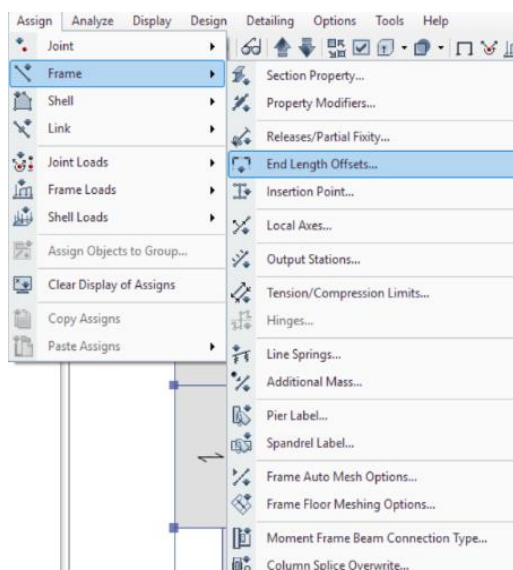 Assign Analyze Display Design Detailing Options Tools Help
Joint
Frame
Shell
Link
Joint Loads
Frame Loads
Shell Loads
Assign Objects to Group...
Clear Display of Assigns
Copy Assigns
Paste Assigns
Section Property...
Property Modifiers...
Releases/Partial Fixity...
End Length Offsets...
Insertion Point...
Local Axes...
Output Stations...
Tension/Compression Limits...
Hinges...
Line Springs...
Additional Mass...
Pier Label...
Spandrel Label...
Frame Auto Mesh Options...
Frame Floor Meshing Options...
Moment Frame Beam Connection Type...
Column Splice Overwrite...